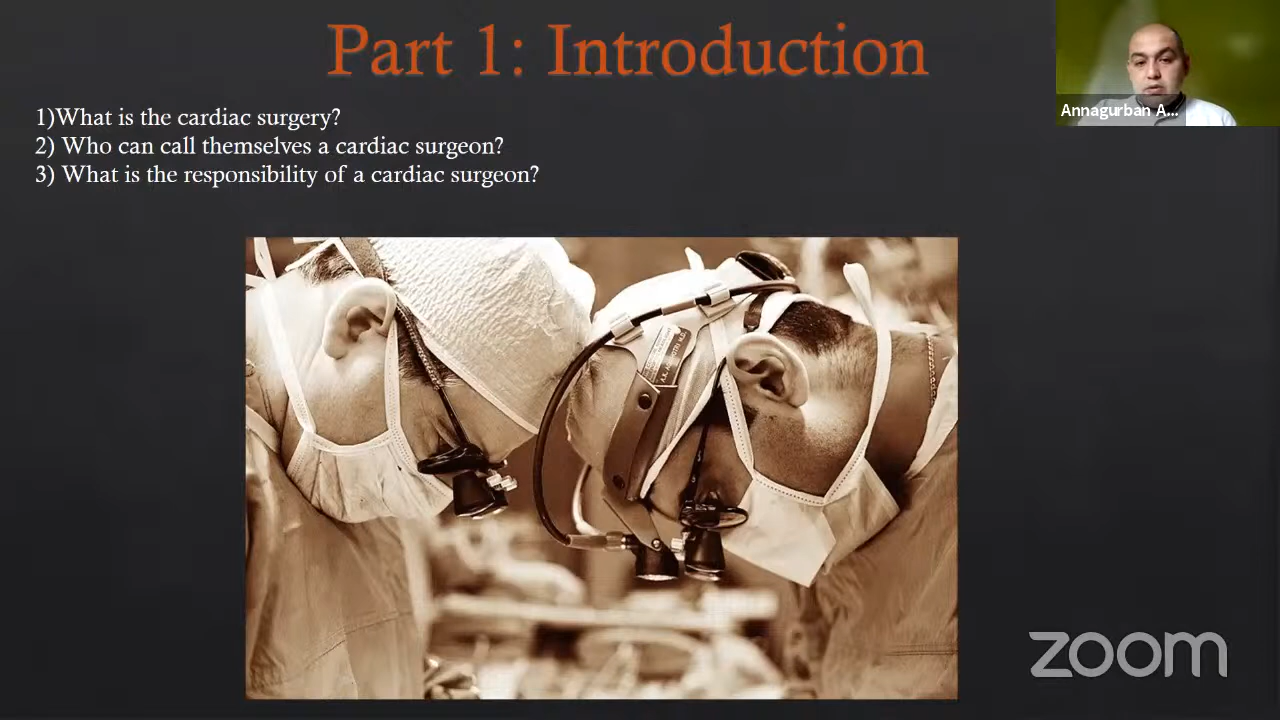 Part 1: Introduction
Annagurban A...
1)What is the cardiac surgery?
2) Who can call themselves a cardiac surgeon?
3) What is the responsibility of a cardiac surgeon?
zoom